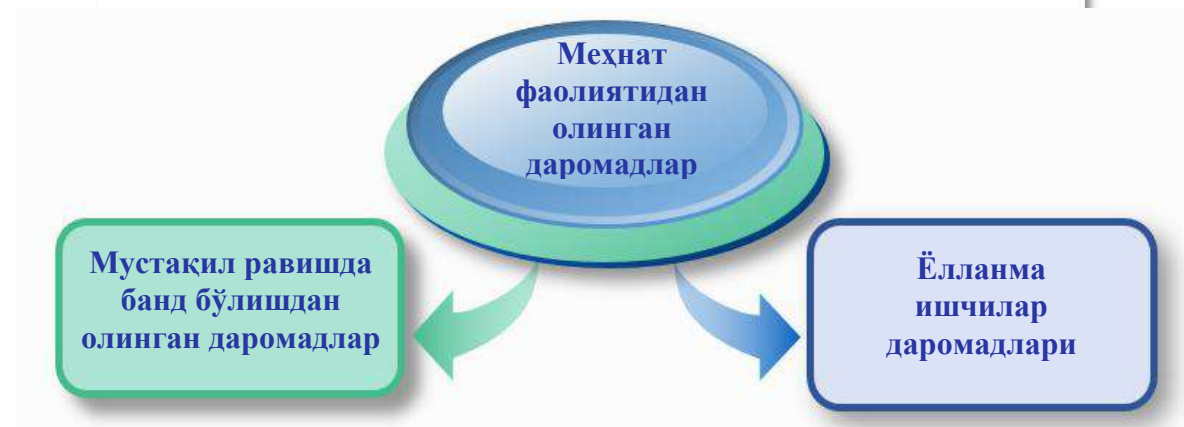 Меҳнат
фаолиятидан
олинган
даромадлар
Мустақил равишда
банд бўлишдан
олинган даромадлар
Ёлланма
ишчилар
даромадлари